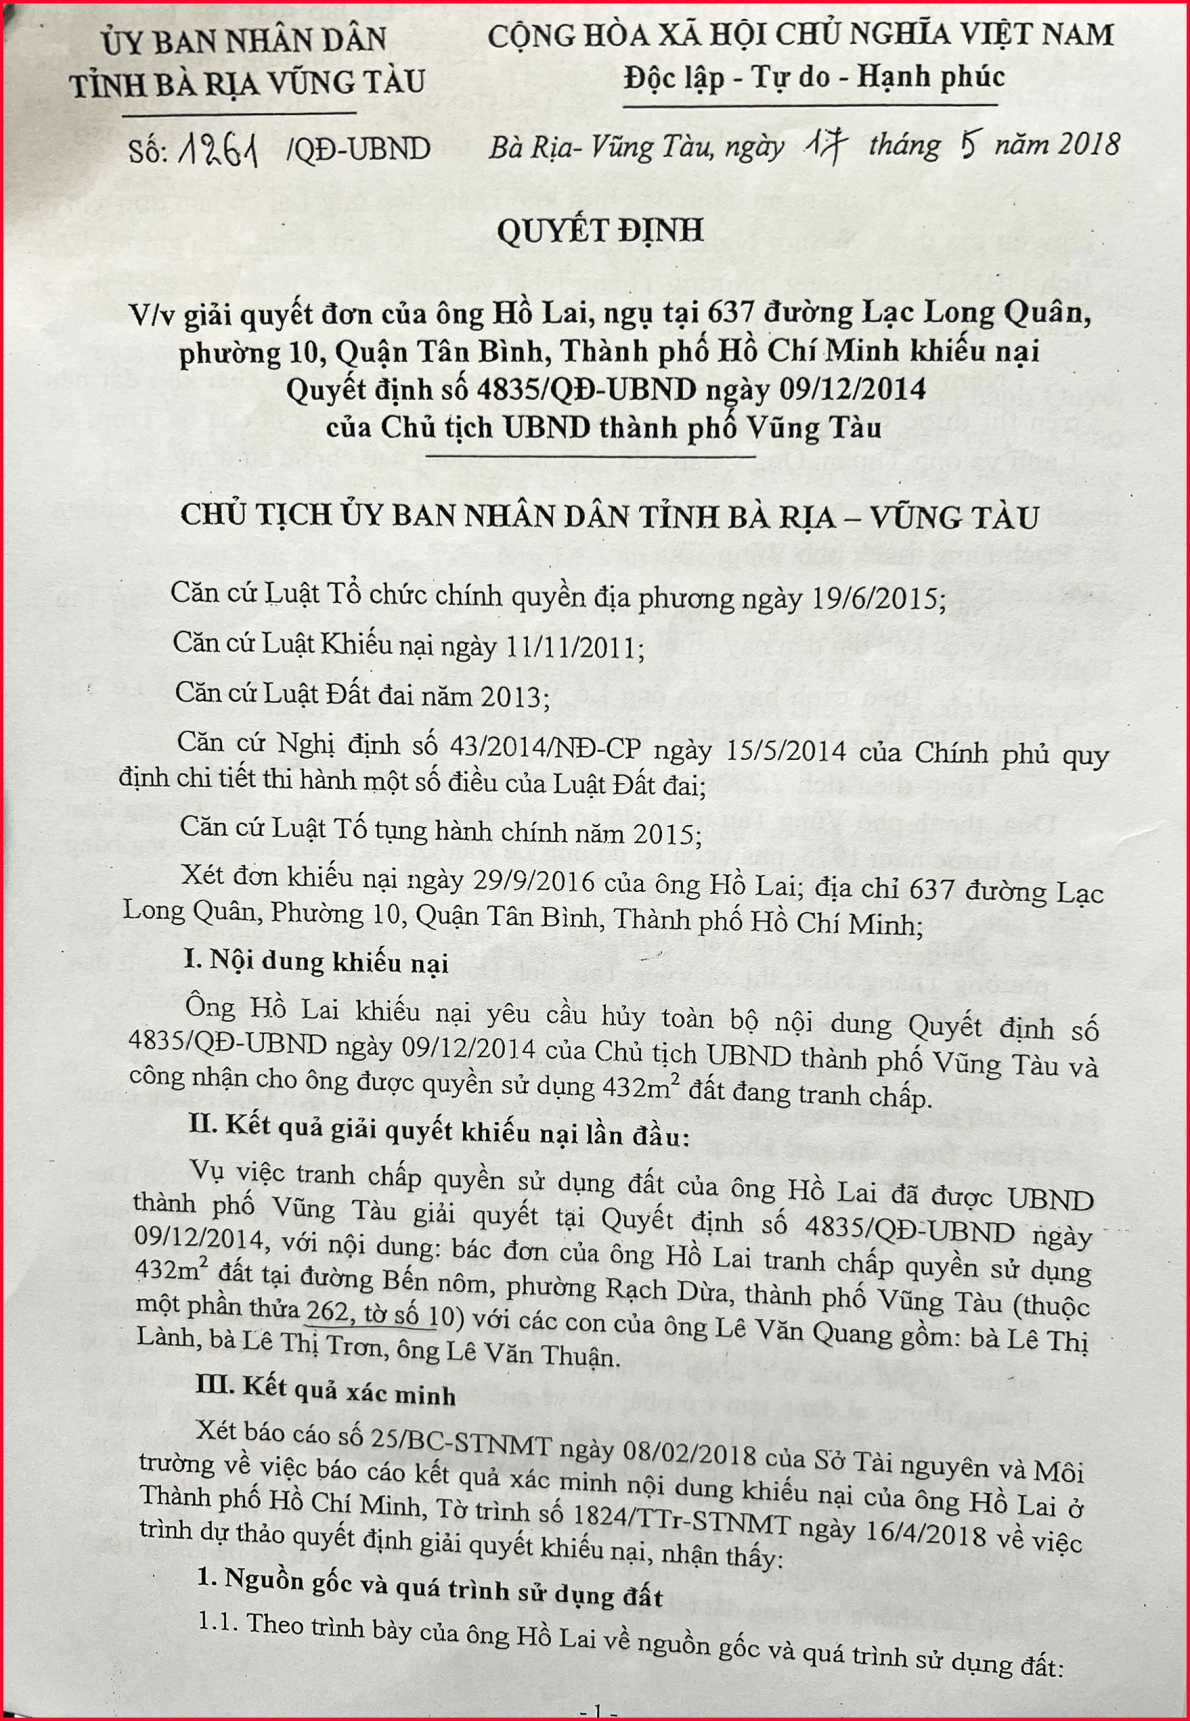 ỦY BAN NHÂN DÂN
TỈNH BÀ RỊA VŨNG TÀU
CỘNG HÒA XÃ HỘI CHỦ NGHĨA VIỆT NAM
Độc lập - Tự do - Hạnh phúc
Số: 1261 /QĐ-UBND
Bà Rịa- Vũng Tàu, ngày 17 tháng 5 năm 2018
QUYẾT ĐỊNH
V/v giải quyết đơn của ông Hồ Lai, ngụ tại 637 đường Lạc Long Quân,
phường 10, Quận Tân Bình, Thành phố Hồ Chí Minh khiếu nại
Quyết định số 4835/QĐ-UBND ngày 09/12/2014
của Chủ tịch UBND thành phố Vũng Tàu
CHỦ TỊCH ỦY BAN NHÂN DÂN TỈNH BÀ RỊA – VŨNG TÀU
Căn cứ Luật Tổ chức chính quyền địa phương ngày 19/6/2015;
Căn cứ Luật Khiếu nại ngày 11/11/2011;
Căn cứ Luật Đất đai năm 2013;
Căn cứ Nghị định số 43/2014/NĐ-CP ngày 15/5/2014 của Chính phủ quy
định chi tiết thi hành một số điều của Luật Đất đai;
Căn cứ Luật Tố tụng hành chính năm 2015;
Xét đơn khiếu nại ngày 29/9/2016 của ông Hồ Lai; địa chỉ 637 đường Lạc
Long Quân, Phường 10, Quận Tân Bình, Thành phố Hồ Chí Minh;
I. Nội dung khiếu nại
Ông Hồ Lai khiếu nại yêu cầu hủy toàn bộ nội dung Quyết định số
4835/QĐ-UBND ngày 09/12/2014 của Chủ tịch UBND thành phố Vũng Tàu và
công nhận cho ông được quyền sử dụng 432m² đất đang tranh chấp.
II. Kết quả giải quyết khiếu nại lần đầu:
Vụ việc tranh chấp quyền sử dụng đất của ông Hồ Lai đã được UBND
thành phố Vũng Tàu giải quyết tại Quyết định số 4835/QĐ-UBND ngày
09/12/2014, với nội dung: bác đơn của ông Hồ Lai tranh chấp quyền sử dụng
432m² đất tại đường Bến nôm, phường Rạch Dừa, thành phố Vũng Tàu (thuộc
một phần thửa 262, tờ số 10) với các con của ông Lê Văn Quang gồm: bà Lê Thị
Lành, bà Lê Thị Trơn, ông Lê Văn Thuận.
III. Kết quả xác minh
Xét báo cáo số 25/BC-STNMT ngày 08/02/2018 của Sở Tài nguyên và Môi
trường về việc báo cáo kết quả xác minh nội dung khiếu nại của ông Hồ Lai ở
Thành phố Hồ Chí Minh, Tờ trình số 1824/TTr-STNMT ngày 16/4/2018 về việc
trình dự thảo quyết định giải quyết khiếu nại, nhận thấy:
1. Nguồn gốc và quá trình sử dụng đất
1.1. Theo trình bày của ông Hồ Lai về nguồn gốc và quá trình sử dụng đất:
- 1 -